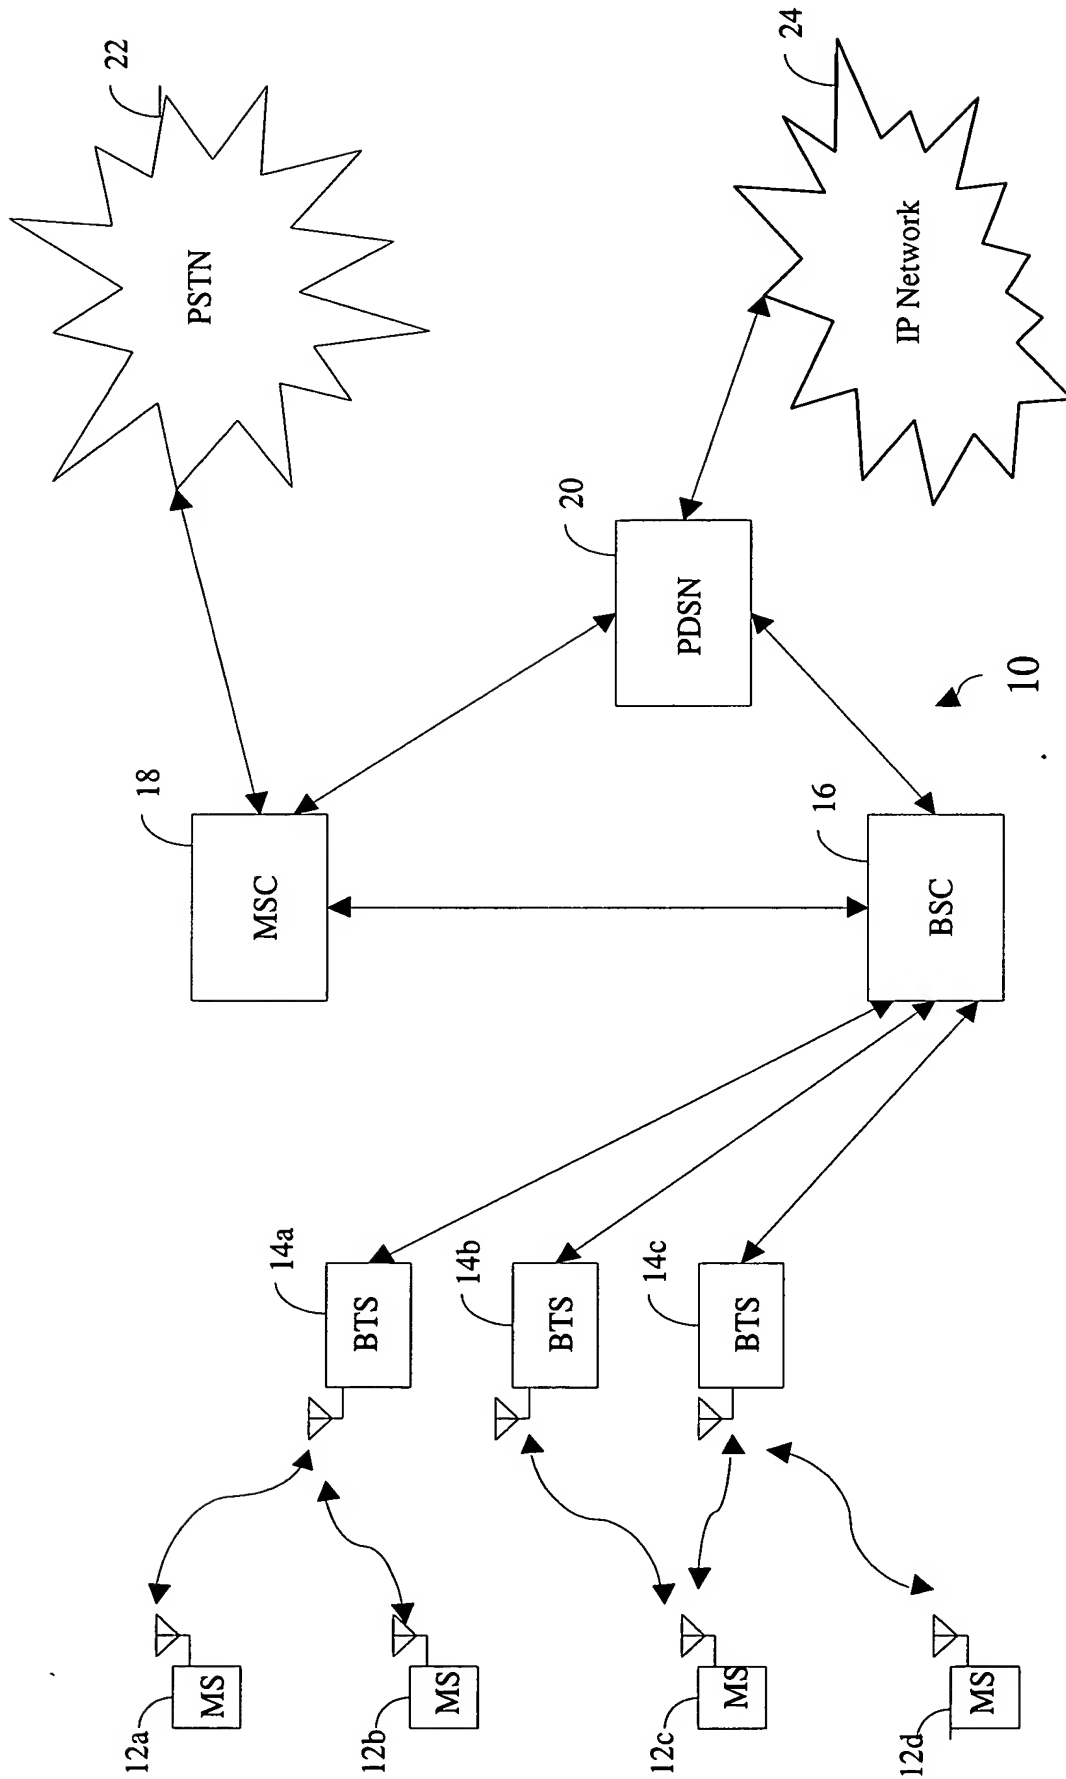 22
PSTN
24
IP Network
20
PDSN
10
18
MSC
16
BSC
14a
BTS
14b
BTS
14c
BTS
12a
MS
12b
MS
12c
MS
12d
MS